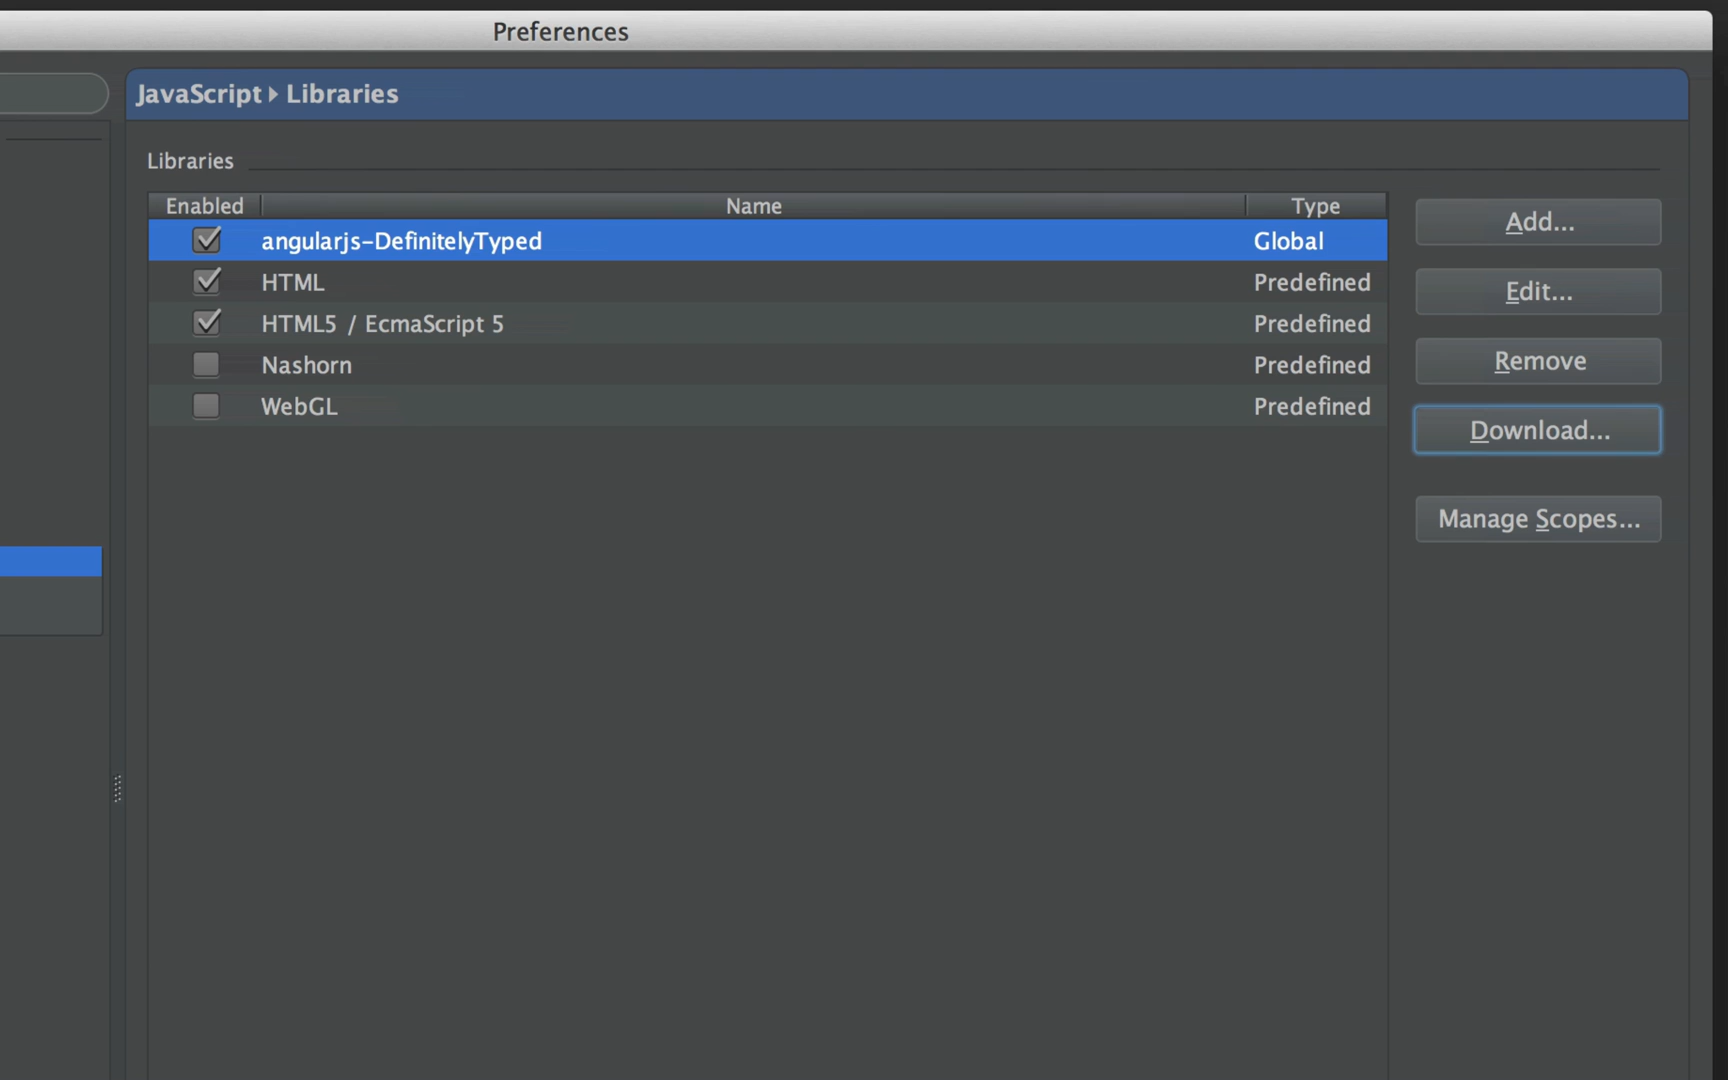 Preferences
JavaScript ▸ Libraries
Libraries
Enabled Name Type
angularjs-DefinitelyTyped Global
HTML Predefined
HTML5 / EcmaScript 5 Predefined
Nashorn Predefined
WebGL Predefined
Add...
Edit...
Remove
Download...
Manage Scopes...